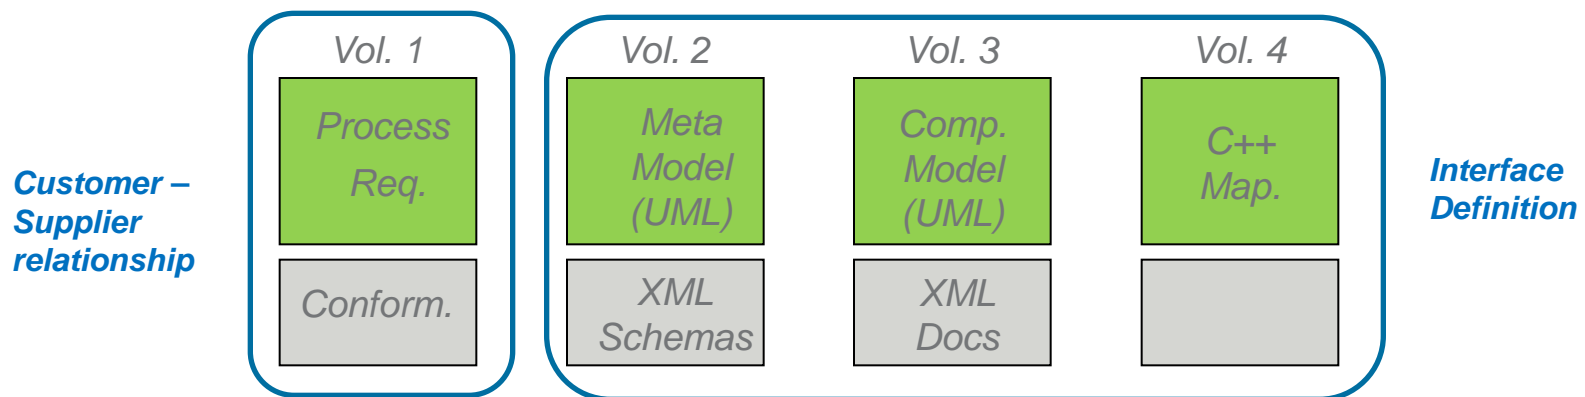 Vol. 1
Vol. 2
Vol. 3
Vol. 4
Customer –
Supplier
relationship
Process
Req.
Conform.
Meta
Model
(UML)
XML
Schemas
Comp.
Model
(UML)
XML
Docs
C++
Map.
Interface
Definition